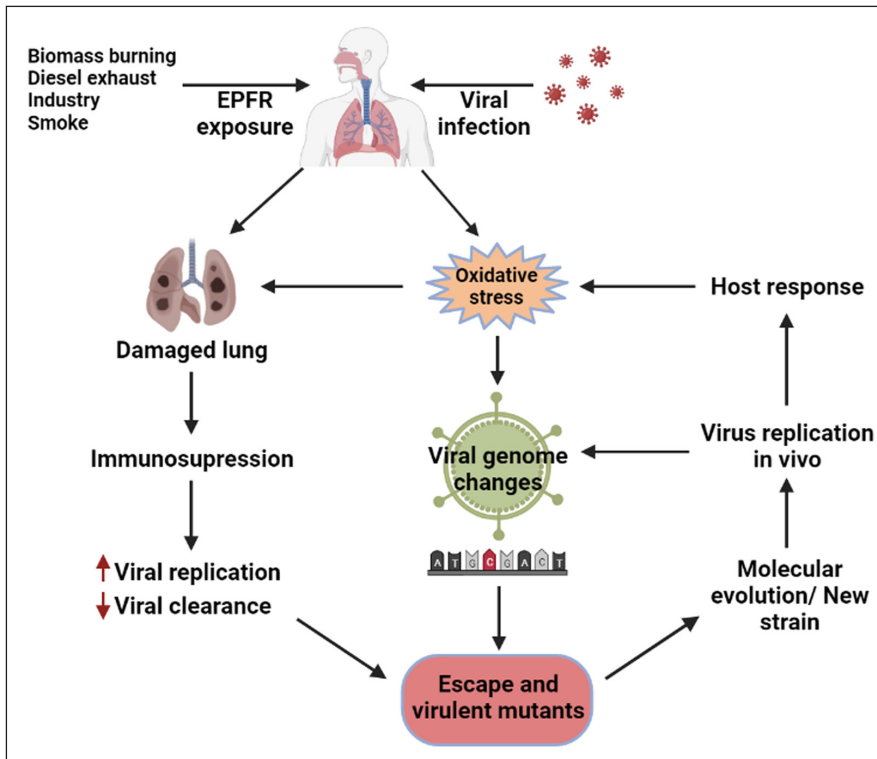 Biomass burning
Diesel exhaust
Industry
Smoke
EPFR
exposure
Viral
infection
Oxidative
stress
Host response
Damaged lung
Viral genome
changes
Virus replication
in vivo
Immunosupression
A T G C G A C T
Viral replication
Viral clearance
Molecular
evolution/ New
strain
Escape and
virulent mutants